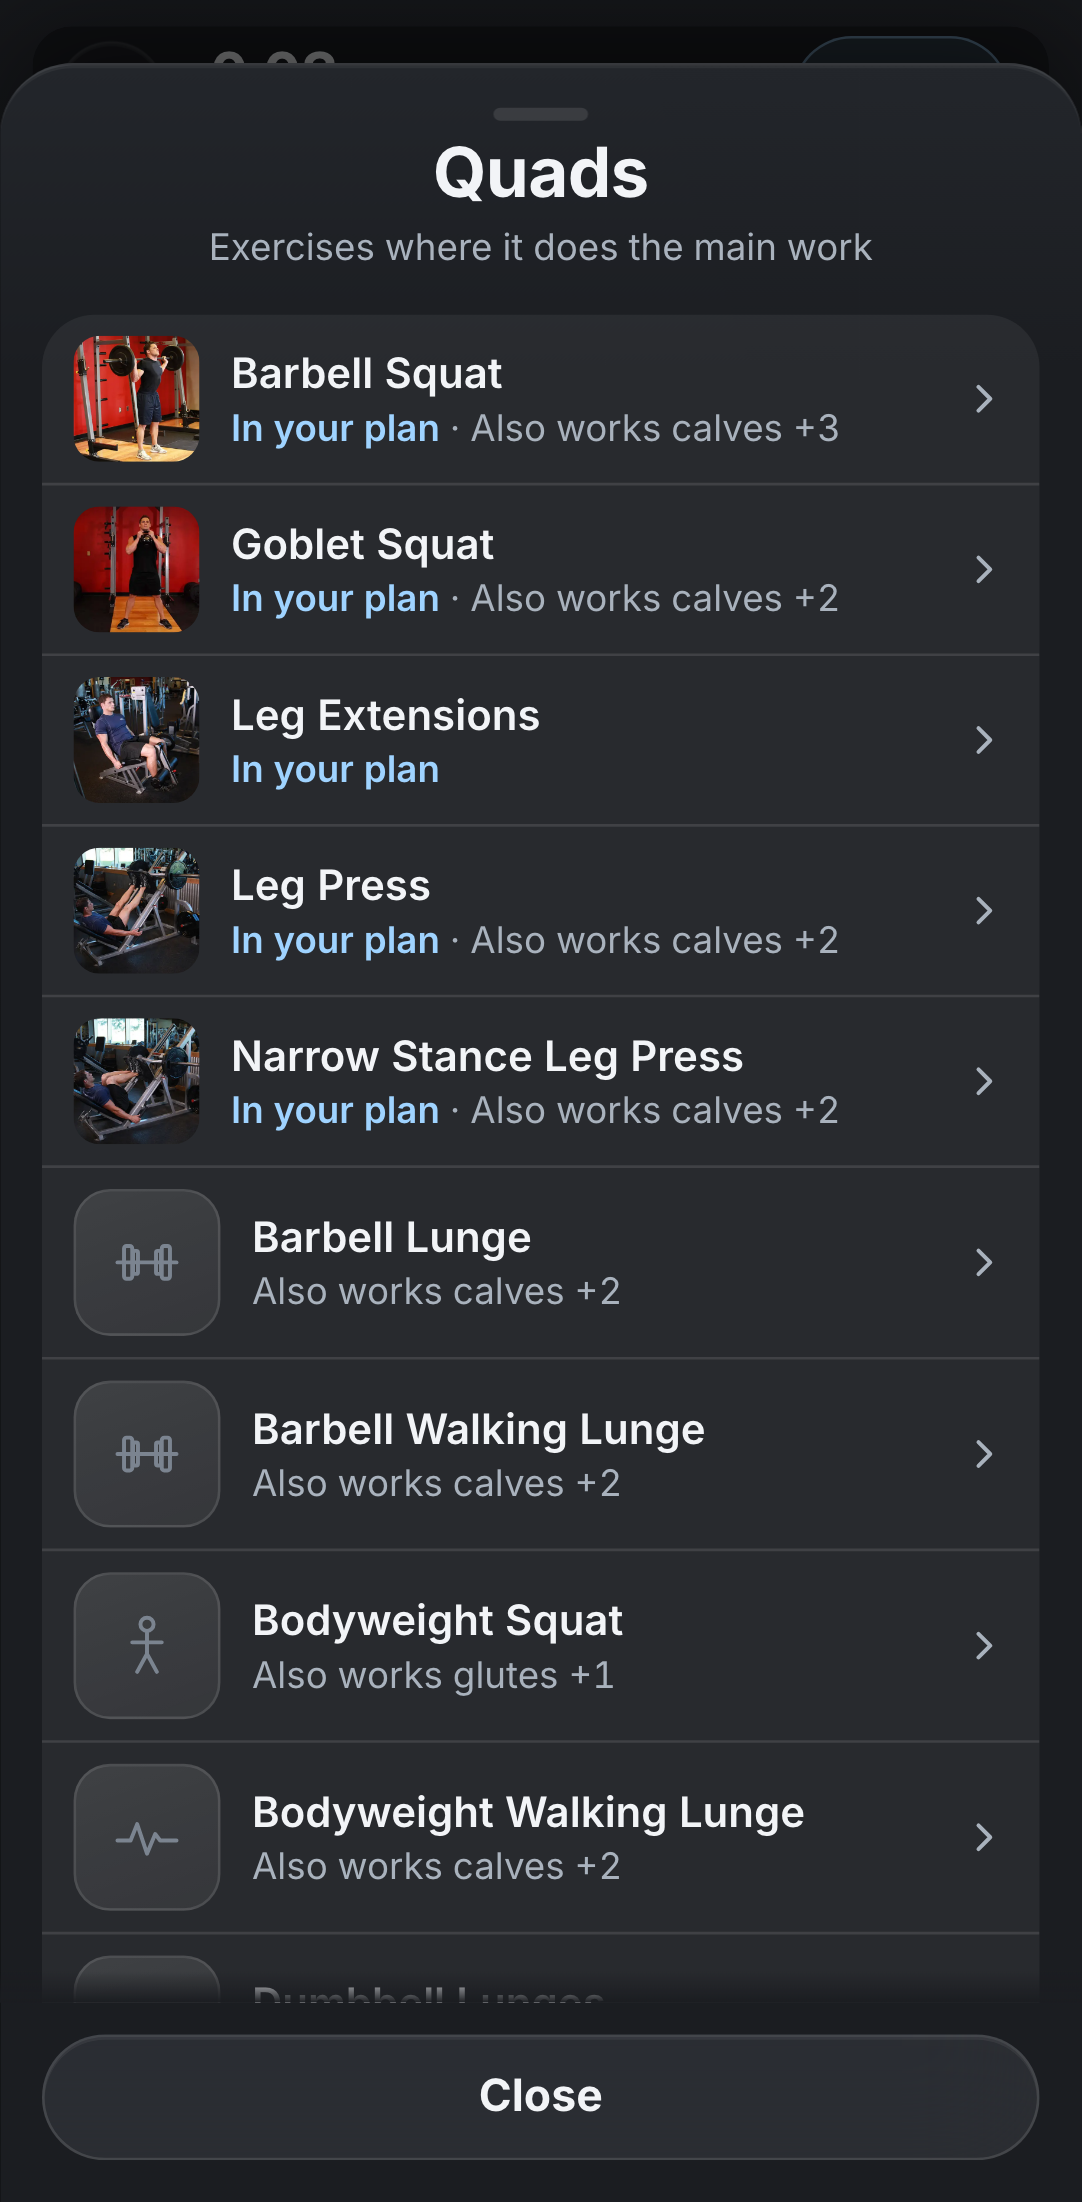 Quads
Exercises where it does the main work
Barbell Squat
In your plan · Also works calves +3
Goblet Squat
In your plan · Also works calves +2
Leg Extensions
In your plan
Leg Press
In your plan · Also works calves +2
Narrow Stance Leg Press
In your plan · Also works calves +2
Barbell Lunge
Also works calves +2
Barbell Walking Lunge
Also works calves +2
Bodyweight Squat
Also works glutes +1
Bodyweight Walking Lunge
Also works calves +2
Dumbbell Lunges
Close